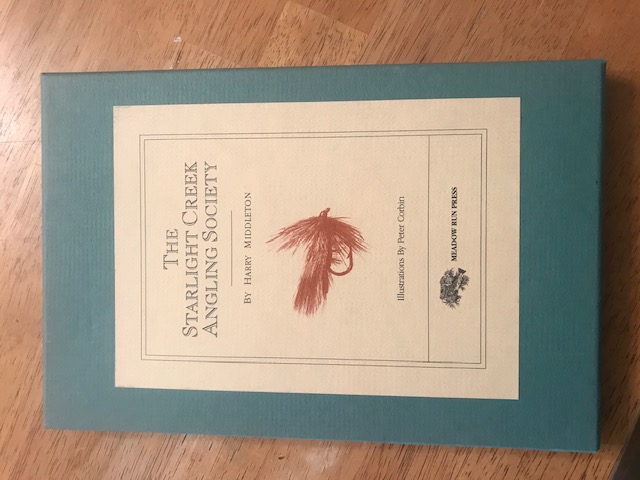 THE
STARLIGHT CREEK
ANGLING SOCIETY
BY HARRY MIDDLETON
Illustrations By Peter Corbin
MEADOW RUN PRESS